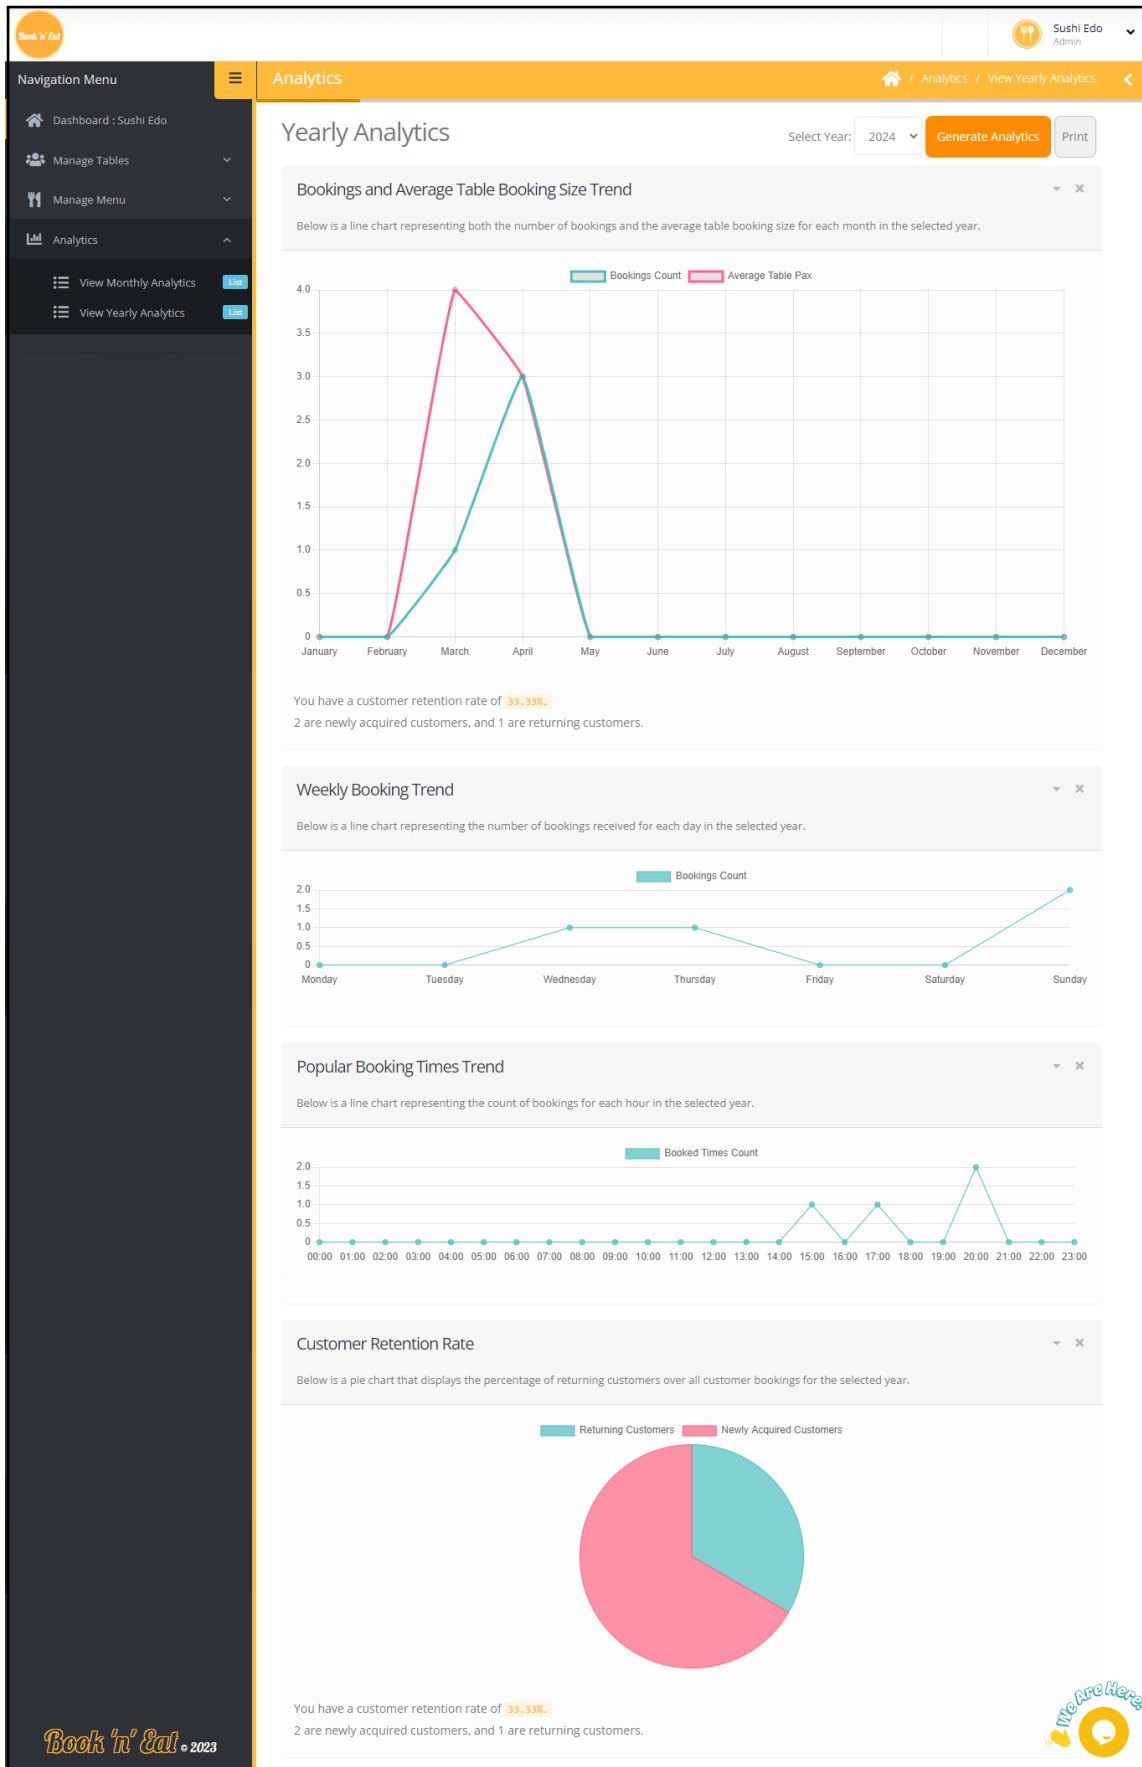 Book 'n' Eat
Sushi Edo
Admin
Navigation Menu
Analytics
/ Analytics / View Yearly Analytics
Dashboard : Sushi Edo
Manage Tables
Manage Menu
Analytics
View Monthly Analytics List
View Yearly Analytics List
Yearly Analytics
Select Year: 2024 Generate Analytics Print
Bookings and Average Table Booking Size Trend
Below is a line chart representing both the number of bookings and the average table booking size for each month in the selected year.
Bookings Count Average Table Pax
4.0
3.5
3.0
2.5
2.0
1.5
1.0
0.5
0
January February March April May June July August September October November December
You have a customer retention rate of 33.33%.
2 are newly acquired customers, and 1 are returning customers.
Weekly Booking Trend
Below is a line chart representing the number of bookings received for each day in the selected year.
Bookings Count
2.0
1.5
1.0
0.5
0
Monday Tuesday Wednesday Thursday Friday Saturday Sunday
Popular Booking Times Trend
Below is a line chart representing the count of bookings for each hour in the selected year.
Booked Times Count
2.0
1.5
1.0
0.5
0
00:00 01:00 02:00 03:00 04:00 05:00 06:00 07:00 08:00 09:00 10:00 11:00 12:00 13:00 14:00 15:00 16:00 17:00 18:00 19:00 20:00 21:00 22:00 23:00
Customer Retention Rate
Below is a pie chart that displays the percentage of returning customers over all customer bookings for the selected year.
Returning Customers Newly Acquired Customers
You have a customer retention rate of 33.33%.
2 are newly acquired customers, and 1 are returning customers.
We Are Here!
Book 'n' Eat © 2023